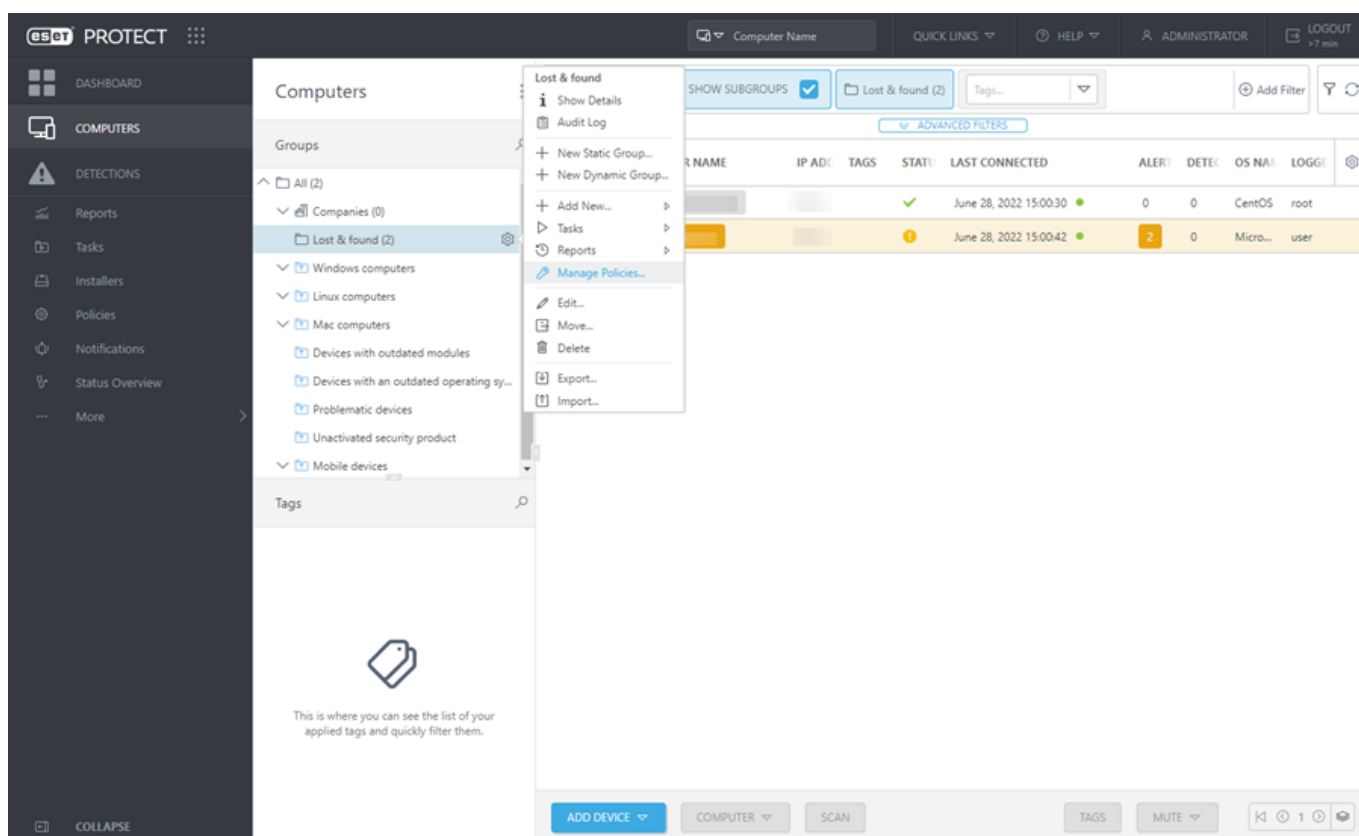 eset PROTECT
Computer Name
QUICK LINKS
HELP
ADMINISTRATOR
LOGOUT
>7 min
DASHBOARD
COMPUTERS
DETECTIONS
Reports
Tasks
Installers
Policies
Notifications
Status Overview
More
COLLAPSE
Computers
Groups
All (2)
Companies (0)
Lost & found (2)
Windows computers
Linux computers
Mac computers
Devices with outdated modules
Devices with an outdated operating sy...
Problematic devices
Unactivated security product
Mobile devices
Tags
This is where you can see the list of your
applied tags and quickly filter them.
Lost & found
Show Details
Audit Log
New Static Group...
New Dynamic Group...
Add New...
Tasks
Reports
Manage Policies...
Edit...
Move...
Delete
Export...
Import...
SHOW SUBGROUPS
Lost & found (2)
Tags...
Add Filter
ADVANCED FILTERS
R NAME IP ADD TAGS STATU LAST CONNECTED ALERT DETEC OS NAM LOGGE
June 28, 2022 15:00:30 0 0 CentOS root
June 28, 2022 15:00:42 2 0 Micro... user
ADD DEVICE
COMPUTER
SCAN
TAGS
MUTE
1